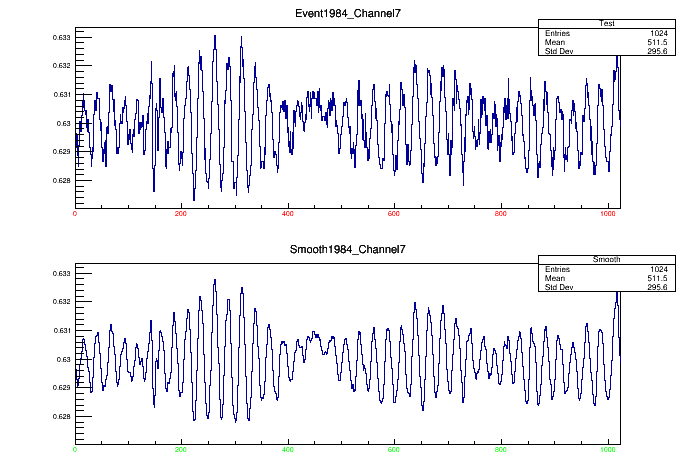 Event1984_Channel7
Test
Entries 1024
Mean 511.5
Std Dev 295.6
0.633
0.632
0.631
0.63
0.629
0.628
0 200 400 600 800 1000
Smooth1984_Channel7
Smooth
Entries 1024
Mean 511.5
Std Dev 295.6
0.633
0.632
0.631
0.63
0.629
0.628
0 200 400 600 800 1000